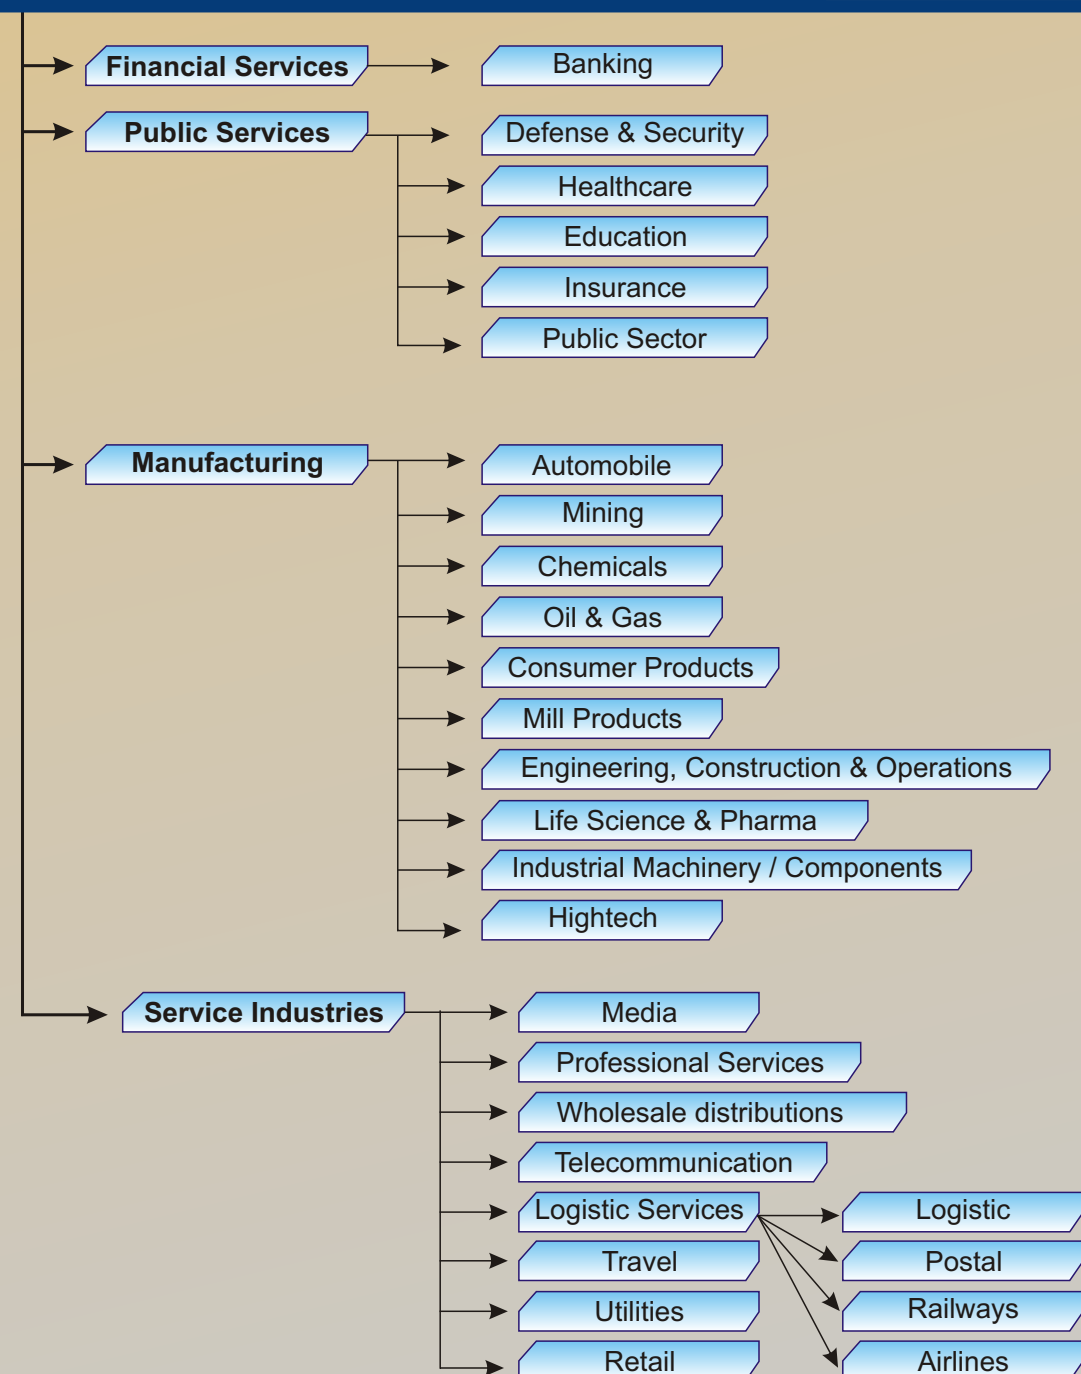 Financial Services
Banking
Public Services
Defense & Security
Healthcare
Education
Insurance
Public Sector
Manufacturing
Automobile
Mining
Chemicals
Oil & Gas
Consumer Products
Mill Products
Engineering, Construction & Operations
Life Science & Pharma
Industrial Machinery / Components
Hightech
Service Industries
Media
Professional Services
Wholesale distributions
Telecommunication
Logistic Services
Logistic
Travel
Postal
Utilities
Railways
Retail
Airlines